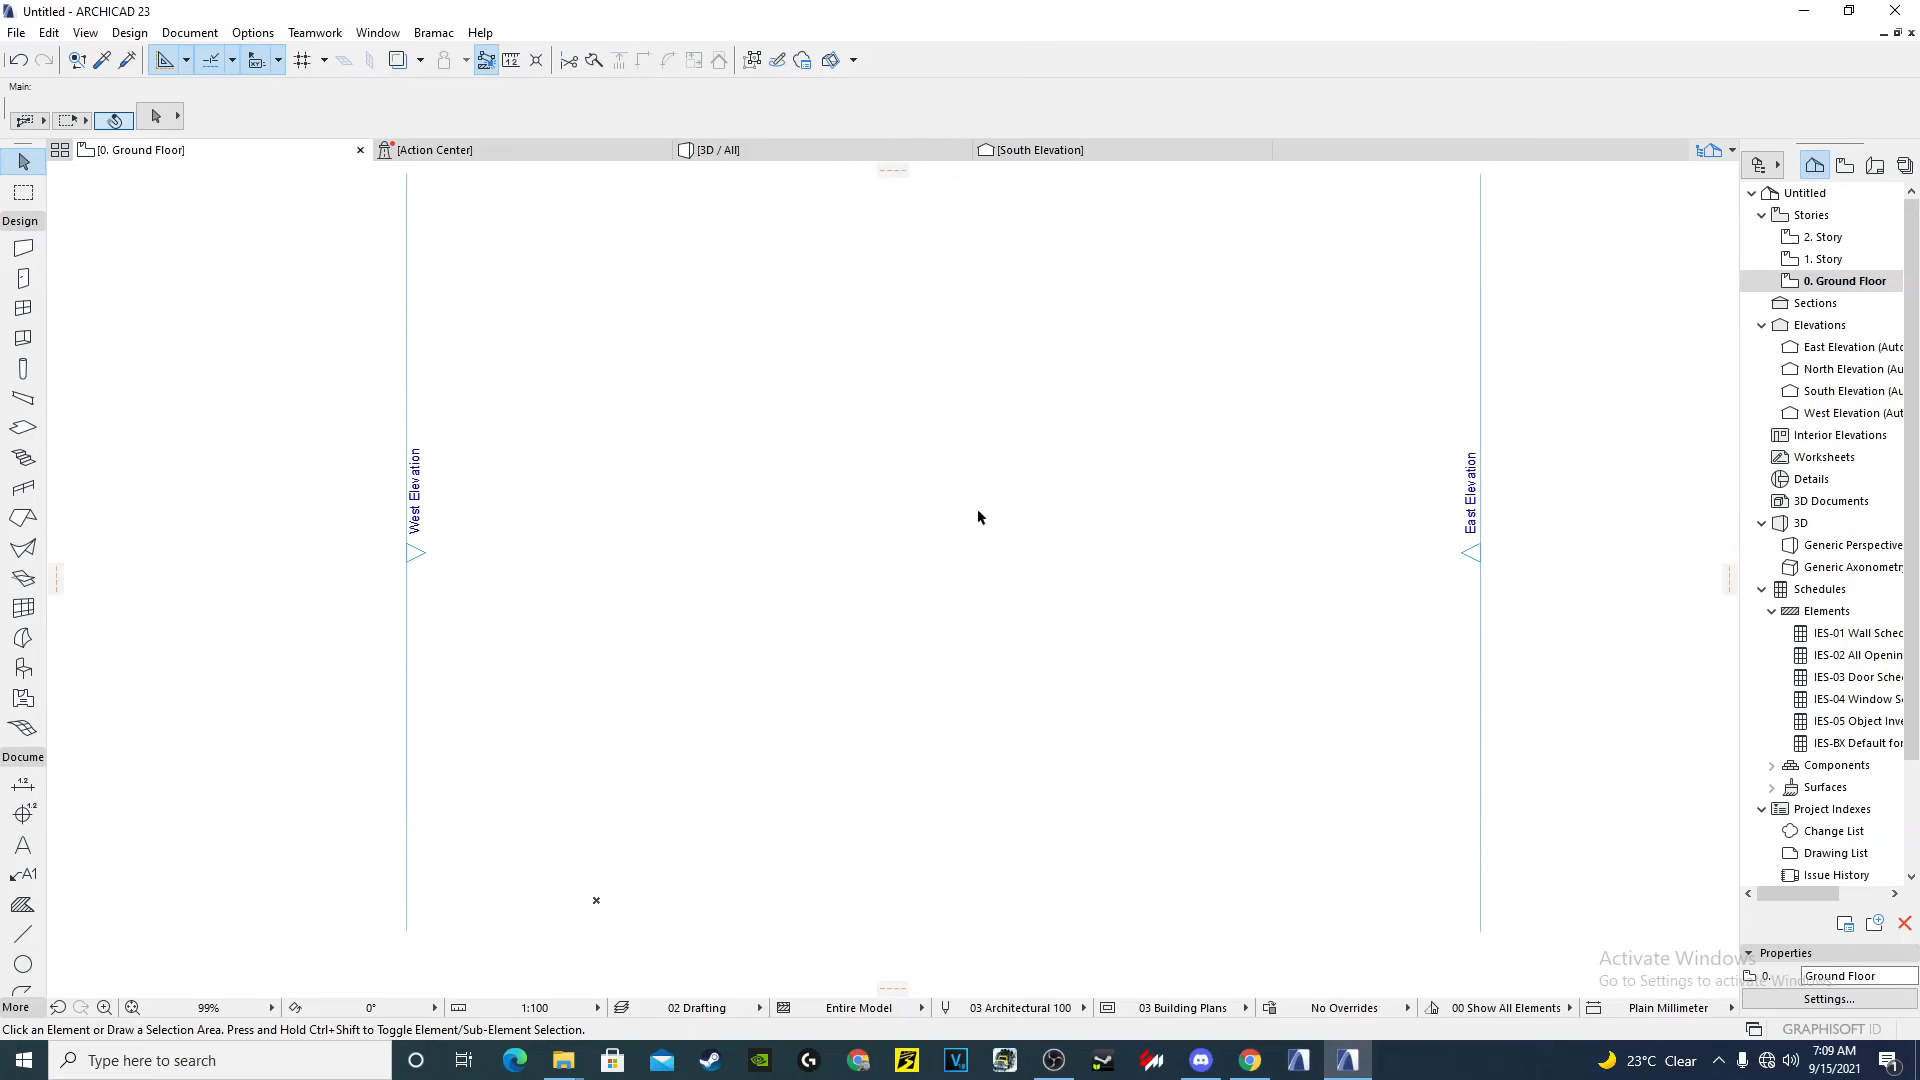 Untitled - ARCHICAD 23
File Edit View Design Document Options Teamwork Window Bramac Help
Main:
[0. Ground Floor]
[Action Center]
[3D / All]
[South Elevation]
Design
Docume
More
West Elevation
East Elevation
Untitled
Stories
2. Story
1. Story
0. Ground Floor
Sections
Elevations
East Elevation (Auto
North Elevation (Au
South Elevation (Au
West Elevation (Aut
Interior Elevations
Worksheets
Details
3D Documents
3D
Generic Perspective
Generic Axonometr
Schedules
Elements
IES-01 Wall Sched
IES-02 All Openin
IES-03 Door Sche
IES-04 Window S
IES-05 Object Inve
IES-BX Default for
Components
Surfaces
Project Indexes
Change List
Drawing List
Issue History
Properties
0. Ground Floor
Settings...
Activate Windows
Go to Settings to activate Windows.
99% 0° 1:100 02 Drafting Entire Model 03 Architectural 100 03 Building Plans No Overrides 00 Show All Elements Plain Millimeter
Click an Element or Draw a Selection Area. Press and Hold Ctrl+Shift to Toggle Element/Sub-Element Selection.
GRAPHISOFT ID
Type here to search
23°C Clear
7:09 AM
9/15/2021